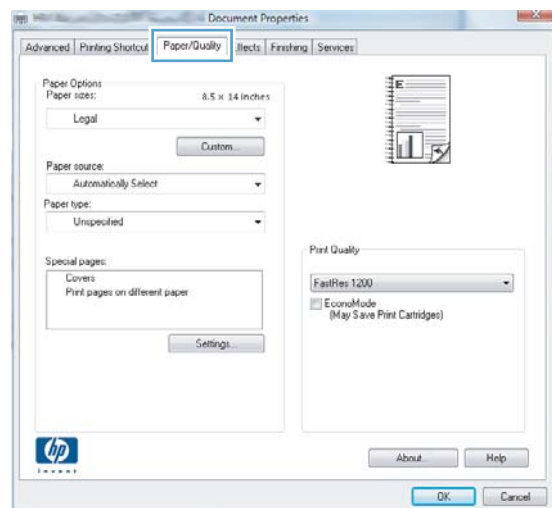 Document Properties
Advanced Printing Shortcut Paper/Quality Finishing Services
Paper Options
Paper sizes: 8.5 × 14 inches
Legal
Custom...
Paper source:
Automatically Select
Paper type:
Unspecified
Special pages:
Covers
Print pages on different paper
Settings...
E
Print Quality
FastRes 1200
EconoMode
(May Save Print Cartridges)
hp
invent
About... Help
OK Cancel